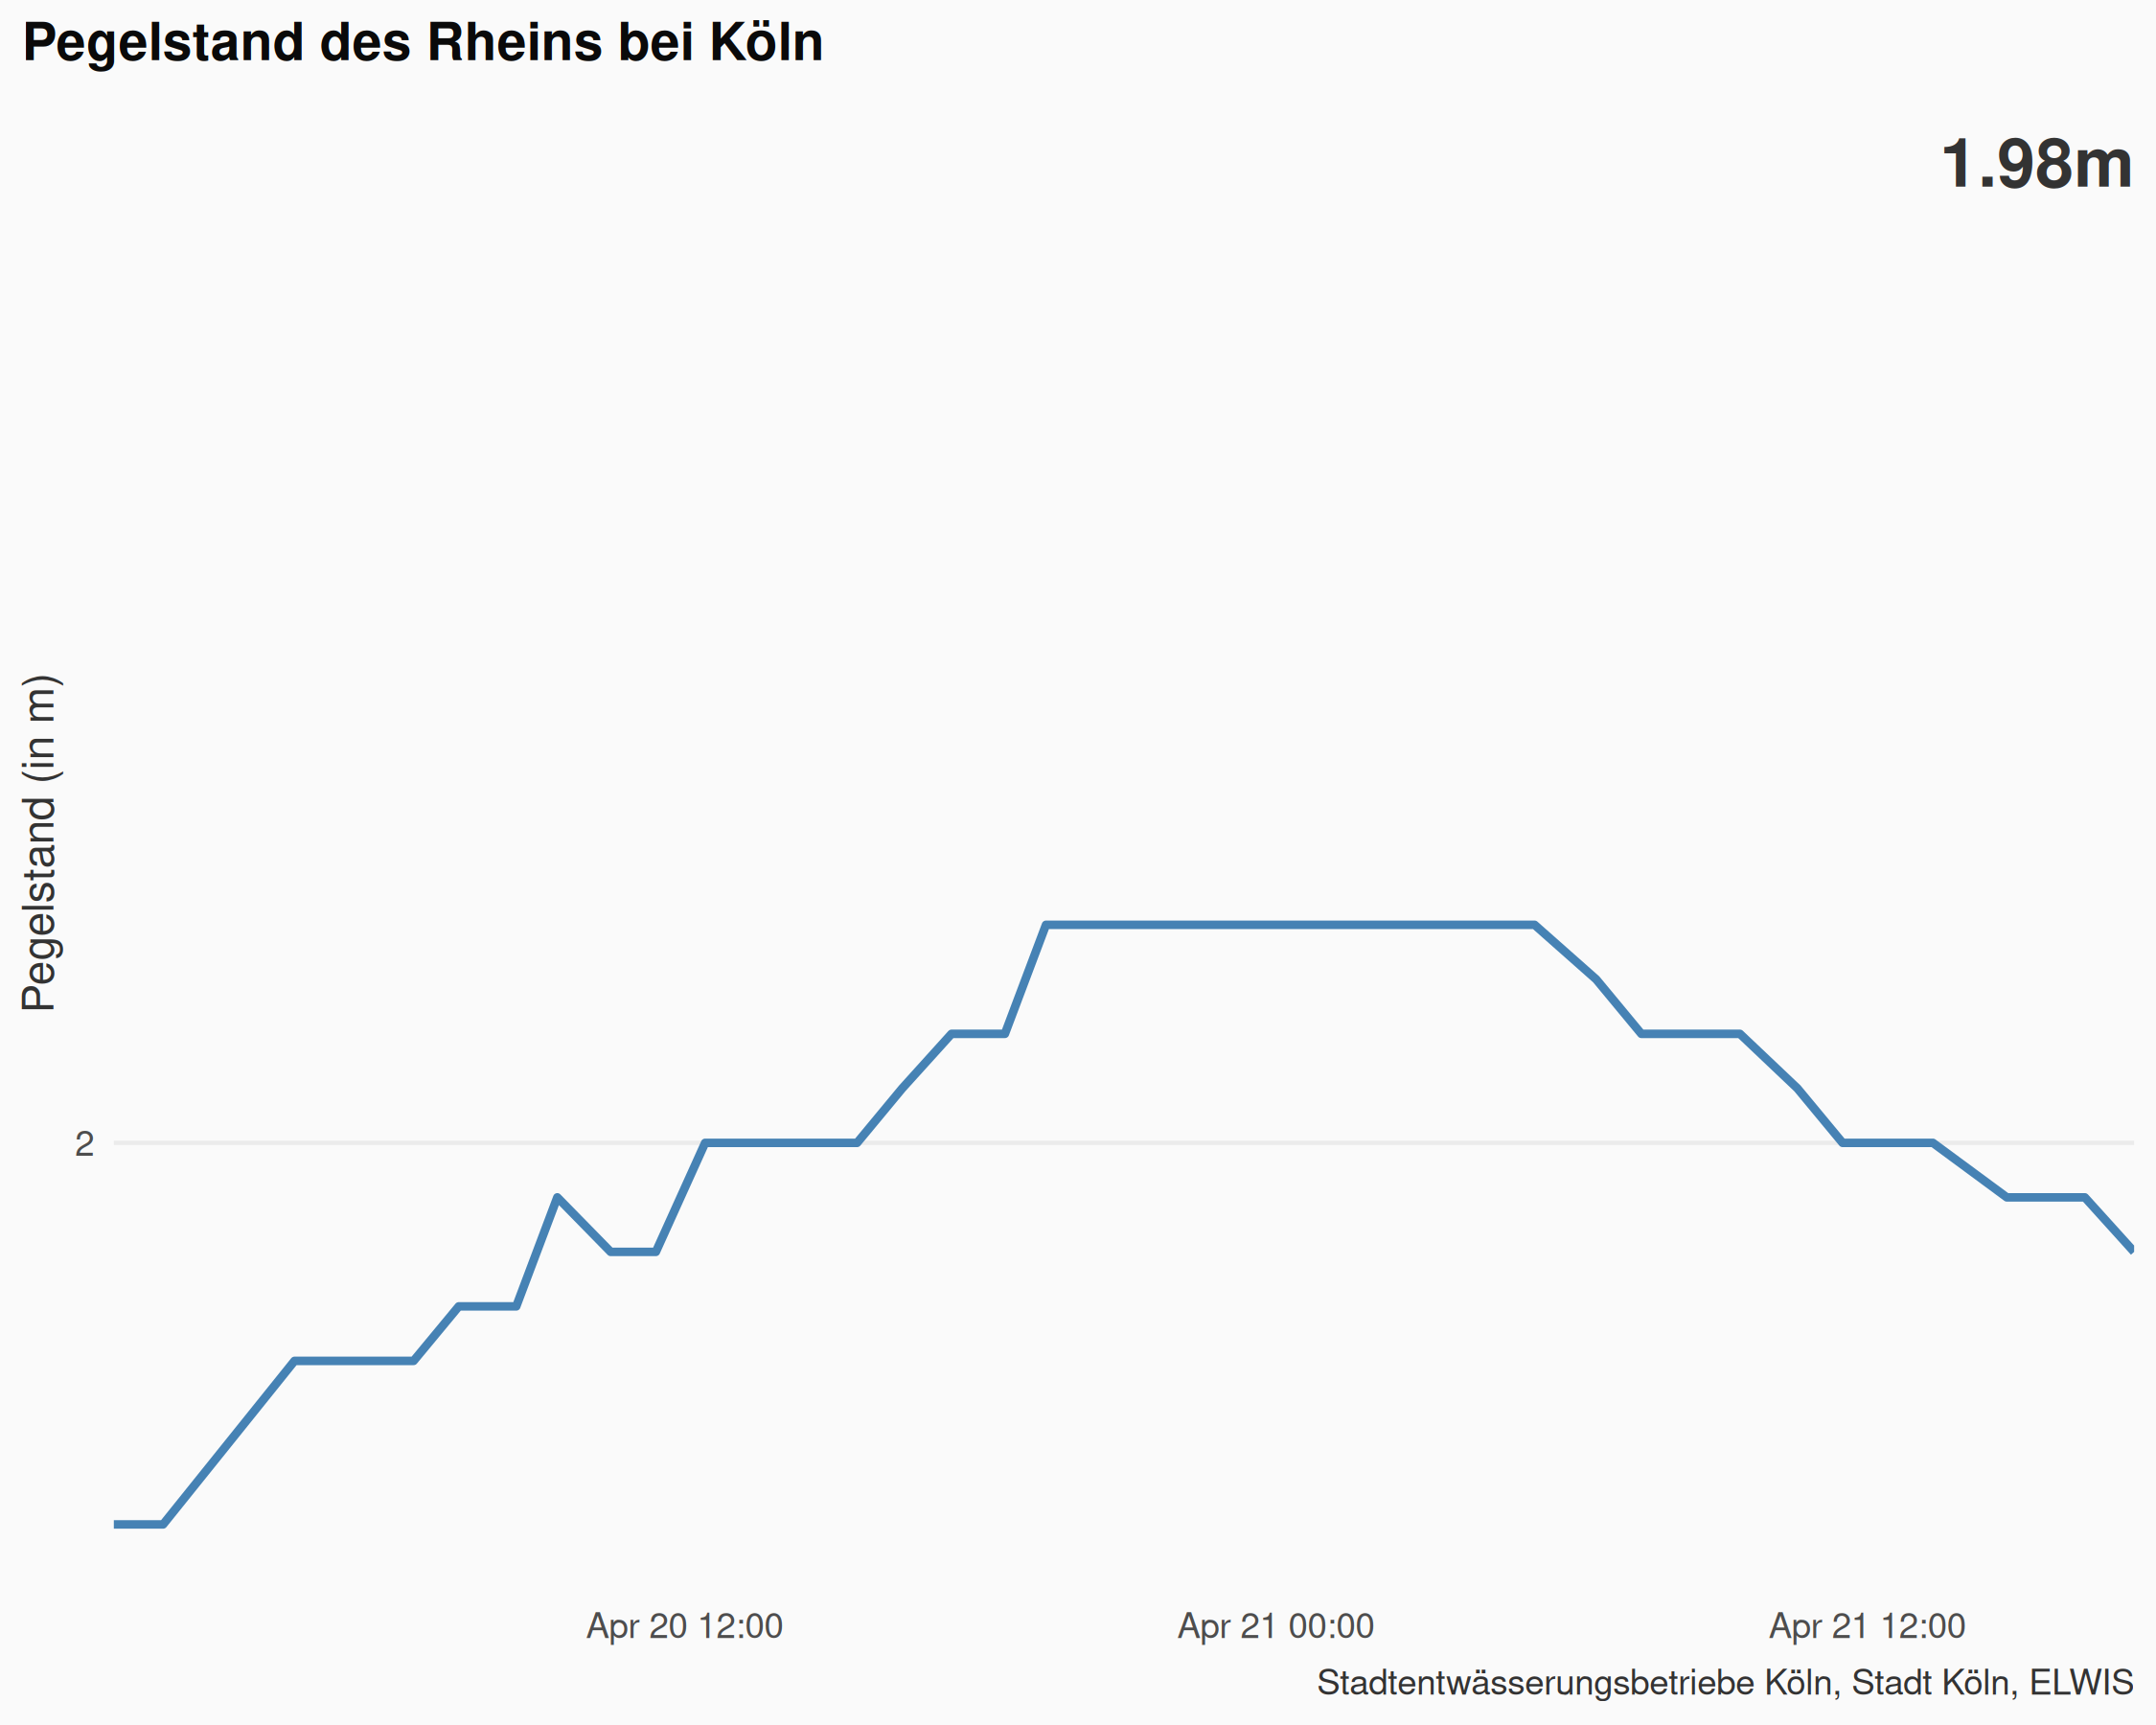 Pegelstand des Rheins bei Köln
1.98m
Pegelstand (in m)
2
Apr 20 12:00
Apr 21 00:00
Apr 21 12:00
Stadtentwässerungsbetriebe Köln, Stadt Köln, ELWIS